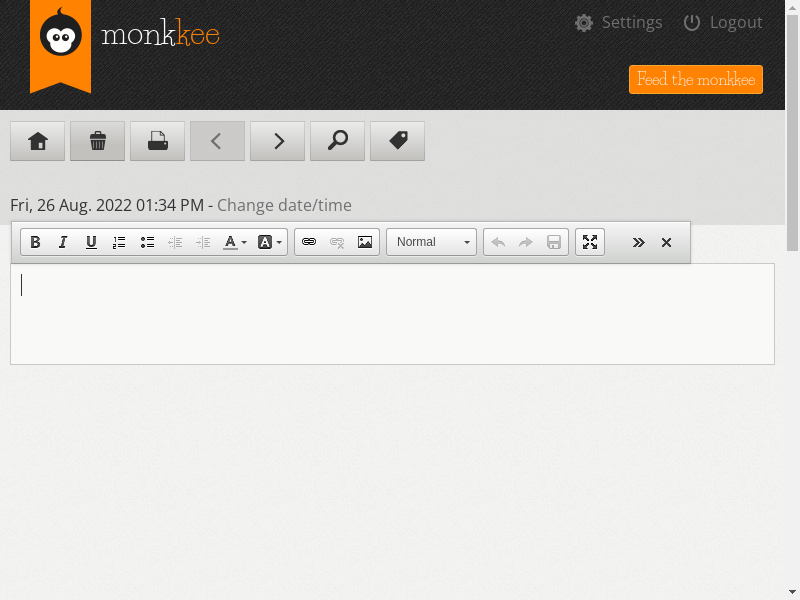 monkkee
Settings
Logout
Feed the monkkee
Fri, 26 Aug. 2022 01:34 PM - Change date/time
B I U A A Normal